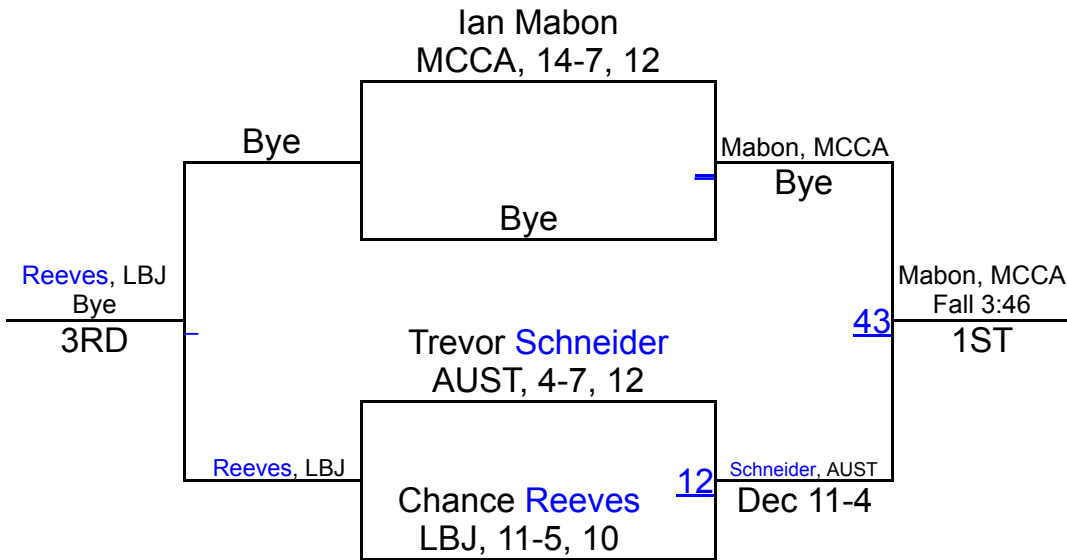 Ian Mabon
MCCA, 14-7, 12
Bye
Mabon, MCCA
Bye
Bye
Reeves, LBJ
Bye
3RD
Mabon, MCCA
Fall 3:46
1ST
43
Trevor Schneider
AUST, 4-7, 12
Reeves, LBJ
12
Schneider, AUST
Dec 11-4
Chance Reeves
LBJ, 11-5, 10